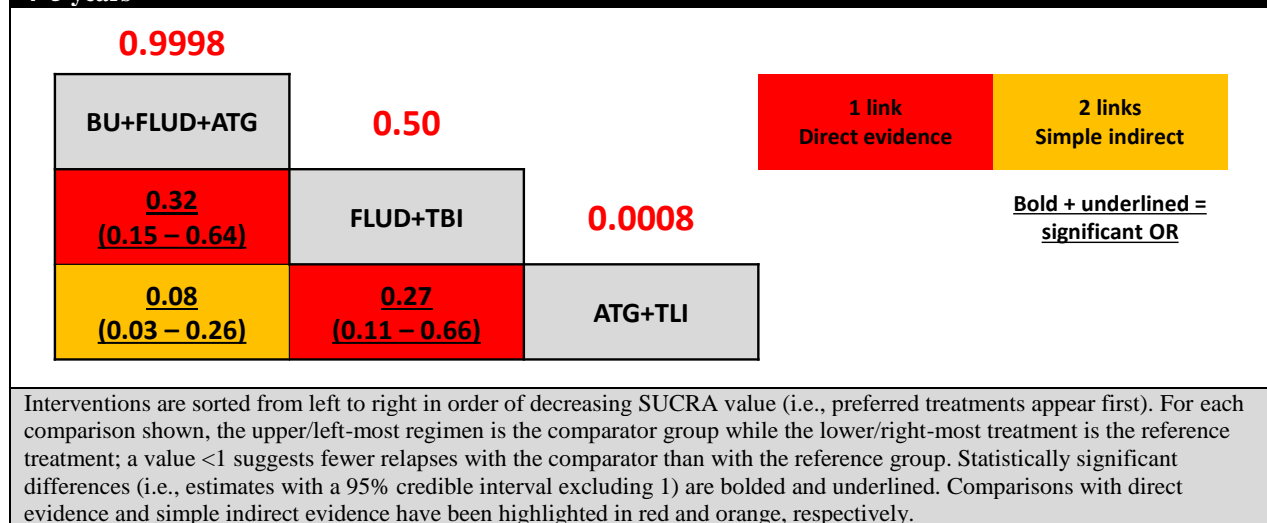 0.9998
BU+FLUD+ATG
0.50
0.32
(0.15 – 0.64)
FLUD+TBI
0.0008
0.08
(0.03 – 0.26)
0.27
(0.11 – 0.66)
ATG+TLI
1 link
Direct evidence
2 links
Simple indirect
Bold + underlined =
significant OR
Interventions are sorted from left to right in order of decreasing SUCRA value (i.e., preferred treatments appear first). For each
comparison shown, the upper/left-most regimen is the comparator group while the lower/right-most treatment is the reference
treatment; a value <1 suggests fewer relapses with the comparator than with the reference group. Statistically significant
differences (i.e., estimates with a 95% credible interval excluding 1) are bolded and underlined. Comparisons with direct
evidence and simple indirect evidence have been highlighted in red and orange, respectively.